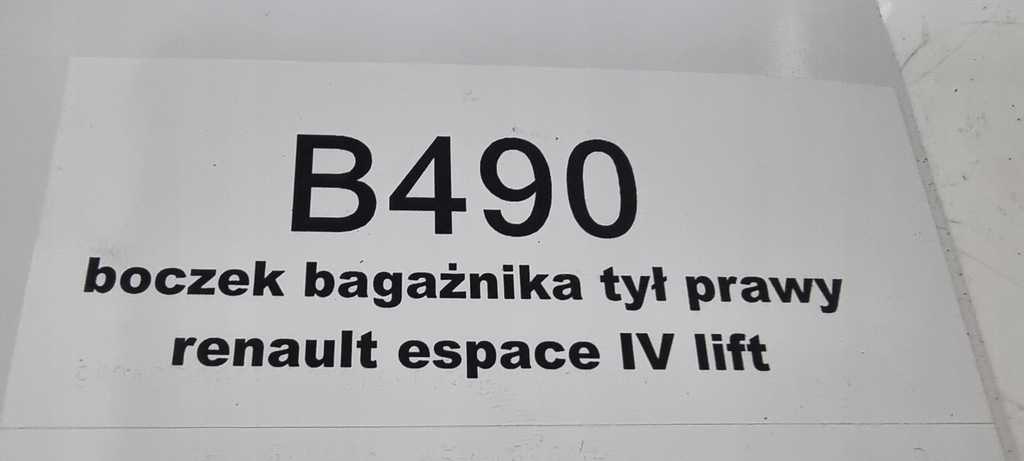 B490
boczek bagażnika tył prawy
renault espace IV lift